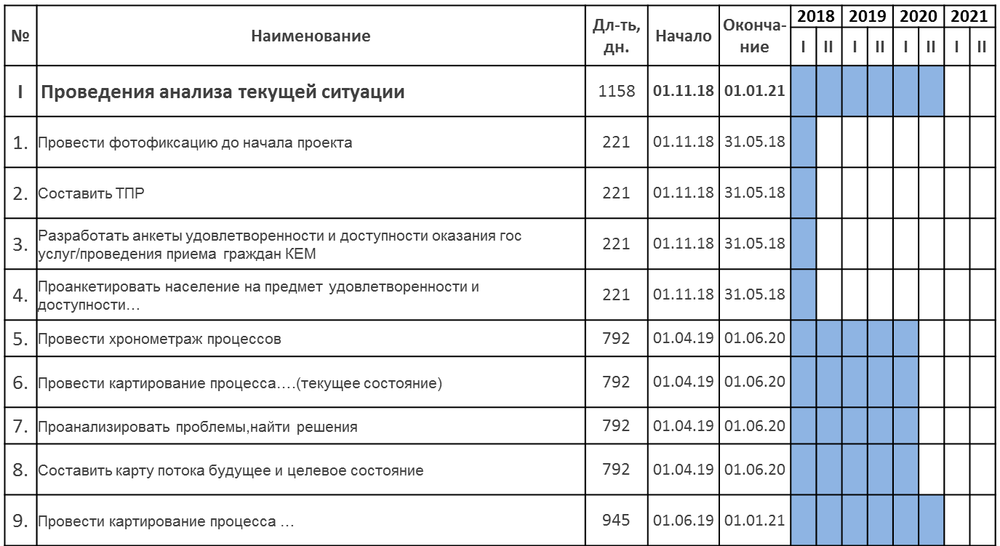 № Наименование Дл-ть, дн. Начало Оконча-ние 2018 2019 2020 2021
I II I II I II I II
I Проведения анализа текущей ситуации 1158 01.11.18 01.01.21
1. Провести фотофиксацию до начала проекта 221 01.11.18 31.05.18
2. Составить ТПР 221 01.11.18 31.05.18
3. Разработать анкеты удовлетворенности и доступности оказания гос
услуг/проведения приема граждан КЕМ 221 01.11.18 31.05.18
4. Проанкетировать население на предмет удовлетворенности и
доступности… 221 01.11.18 31.05.18
5. Провести хронометраж процессов 792 01.04.19 01.06.20
6. Провести картирование процесса….(текущее состояние) 792 01.04.19 01.06.20
7. Проанализировать проблемы,найти решения 792 01.04.19 01.06.20
8. Составить карту потока будущее и целевое состояние 792 01.04.19 01.06.20
9. Провести картирование процесса … 945 01.06.19 01.01.21